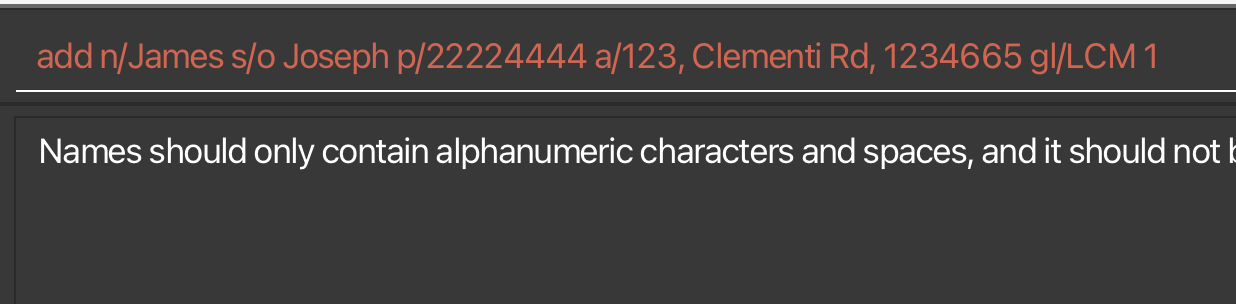 add n/James s/o Joseph p/22224444 a/123, Clementi Rd, 1234665 gl/LCM 1
Names should only contain alphanumeric characters and spaces, and it should not